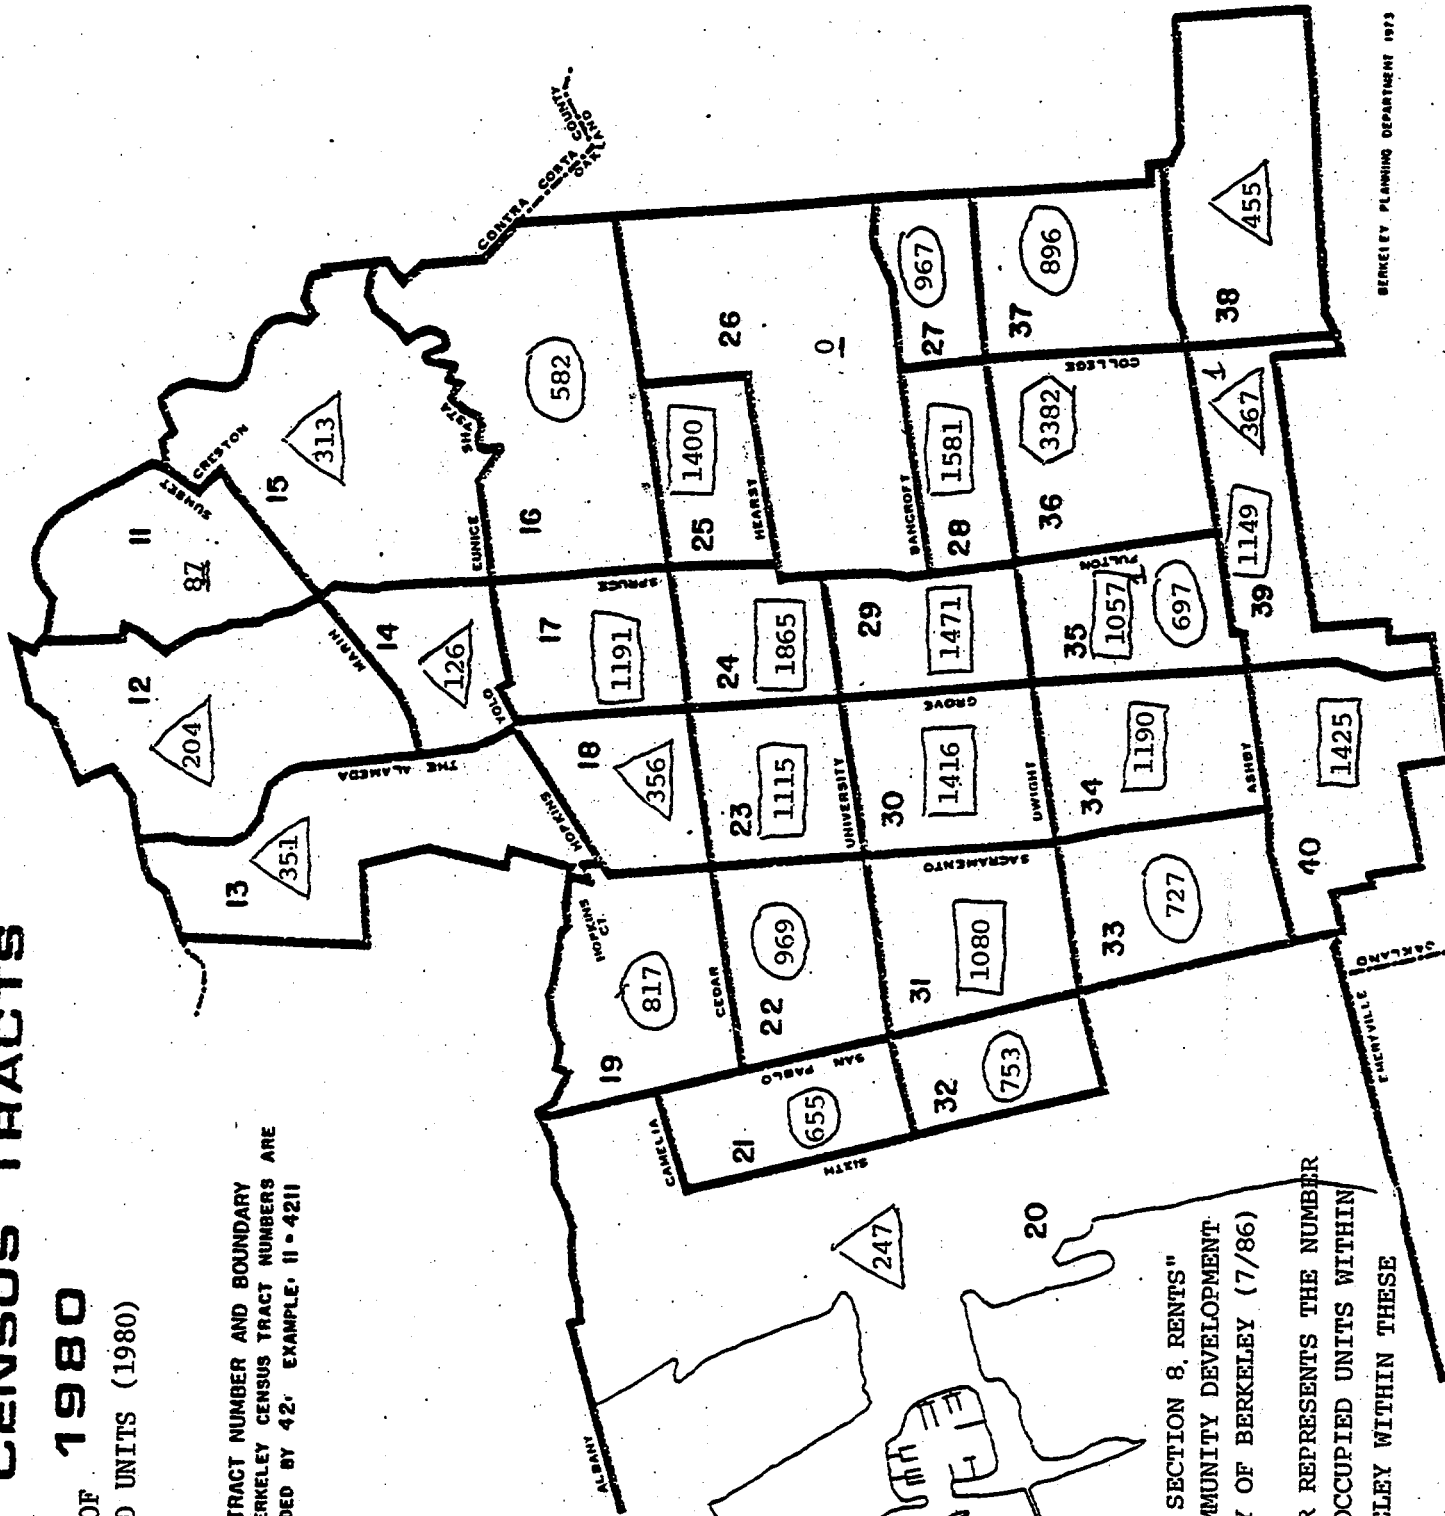 CENSUS TRACTS
1980
OF
UNITS (1980)
TRACT NUMBER AND BOUNDARY
CENSUS TRACT NUMBERS ARE
BY 42. EXAMPLE: 11 = 4211
SECTION 8, RENTS"
DEVELOPMENT
OF BERKELEY (7/86)
REPRESENTS THE NUMBER
OCCUPIED UNITS WITHIN
WITHIN THESE
BERKELEY PLANNING DEPARTMENT 1973
CONTRA COSTA COUNTY
OAKLAND
ALBANY
EMERYVILLE
OAKLAND
SUNSET
CRESTON
MARIN
THE ALAMEDA
SHASTA
EUNICE
YOLO
HOPKINS
HOPKINS CT.
SPRUCE
HEARST
CEDAR
CAMELIA
UNIVERSITY
BANCROFT
GROVE
SACRAMENTO
SAN PABLO
SIXTH
DWIGHT
FULTON
COLLEGE
ASHBY
11
87
12
204
13
351
14
126
15
313
16
582
17
1191
18
356
19
817
20
247
21
655
22
969
23
1115
24
1865
25
1400
26
0
27
967
28
1581
29
1471
30
1416
31
1080
32
753
33
727
34
1190
35
1057
1
697
36
3382
37
896
38
455
39
1149
367
1
40
1425